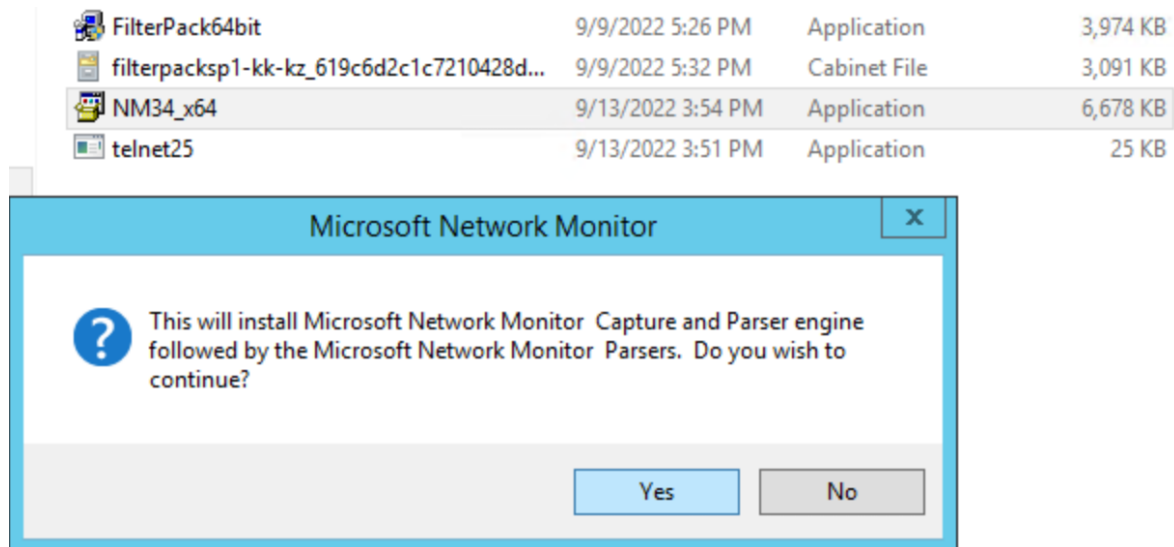 FilterPack64bit 9/9/2022 5:26 PM Application 3,974 KB
filterpacksp1-kk-kz_619c6d2c1c7210428d... 9/9/2022 5:32 PM Cabinet File 3,091 KB
NM34_x64 9/13/2022 3:54 PM Application 6,678 KB
telnet25 9/13/2022 3:51 PM Application 25 KB
Microsoft Network Monitor
x
This will install Microsoft Network Monitor  Capture and Parser engine
followed by the Microsoft Network Monitor  Parsers.  Do you wish to
continue?
Yes No